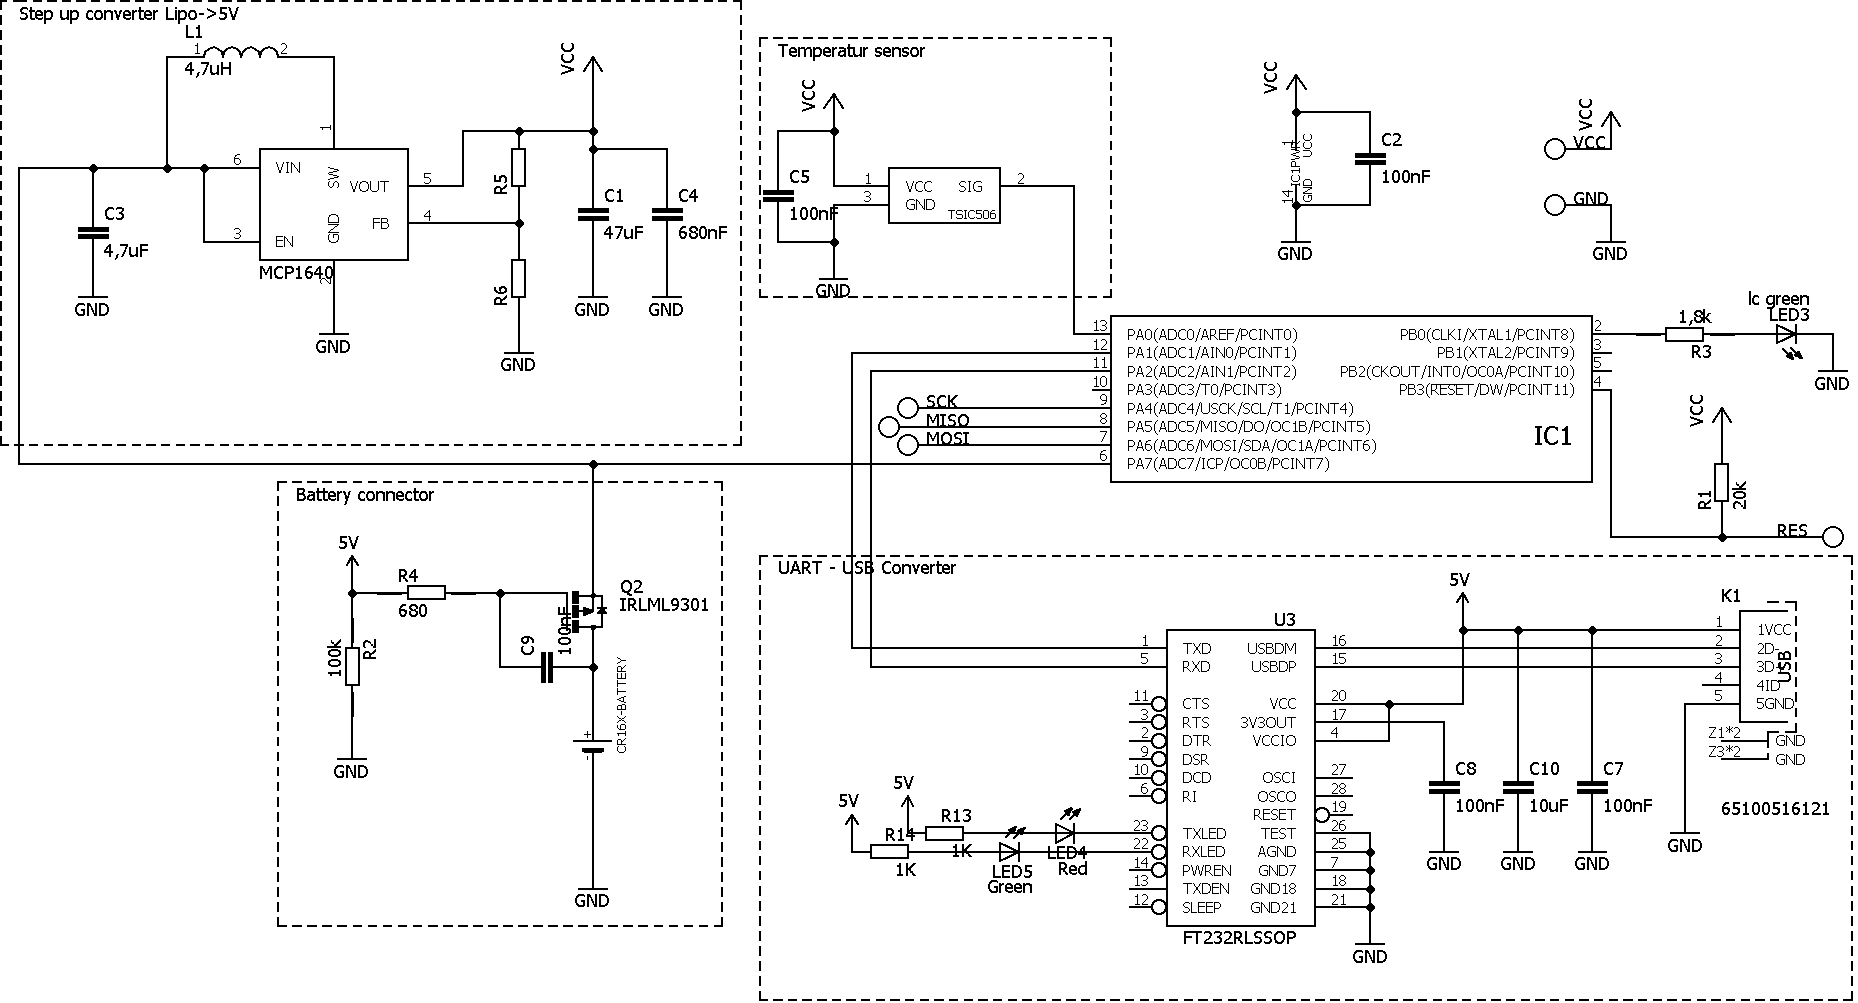 Step up converter Lipo->5V
L1
1
2
4,7uH
VCC
1
6
VIN
SW
VOUT
5
4
FB
GND
3
EN
MCP1640
2
C3
4,7uF
GND
GND
R5
R6
GND
C1
47uF
GND
C4
680nF
GND
Temperatur sensor
VCC
C5
100nF
1
VCC
SIG
2
3
GND
TSIC506
GND
VCC
1
VCC
IC1PWR
GND
14
C2
100nF
GND
VCC
VCC
GND
GND
13
PA0(ADC0/AREF/PCINT0)
12
PA1(ADC1/AIN0/PCINT1)
11
PA2(ADC2/AIN1/PCINT2)
10
PA3(ADC3/T0/PCINT3)
SCK
9
PA4(ADC4/USCK/SCL/T1/PCINT4)
MISO
8
PA5(ADC5/MISO/DO/OC1B/PCINT5)
MOSI
7
PA6(ADC6/MOSI/SDA/OC1A/PCINT6)
6
PA7(ADC7/ICP/OC0B/PCINT7)
PB0(CLKI/XTAL1/PCINT8)
2
PB1(XTAL2/PCINT9)
3
PB2(CKOUT/INT0/OC0A/PCINT10)
5
PB3(RESET/DW/PCINT11)
4
IC1
1,8k
R3
lc green
LED3
GND
VCC
R1
20k
RES
Battery connector
5V
R4
680
100k
R2
GND
C9
100nF
Q2
IRLML9301
CR16X-BATTERY
+
-
GND
UART - USB Converter
U3
1
TXD
5
RXD
11
CTS
3
RTS
2
DTR
9
DSR
10
DCD
6
RI
23
TXLED
22
RXLED
14
PWREN
13
TXDEN
12
SLEEP
USBDM
16
USBDP
15
VCC
20
3V3OUT
17
VCCIO
4
OSCI
27
OSCO
28
RESET
19
TEST
26
AGND
25
GND7
7
GND18
18
GND21
21
FT232RLSSOP
GND
5V
5V
R13
1K
R14
1K
LED4
Red
LED5
Green
5V
C8
100nF
GND
C10
10uF
GND
C7
100nF
GND
K1
1
1VCC
2
2D-
3
3D+
4
4ID
5
5GND
USB
Z1*2
GND
Z3*2
GND
65100516121
GND